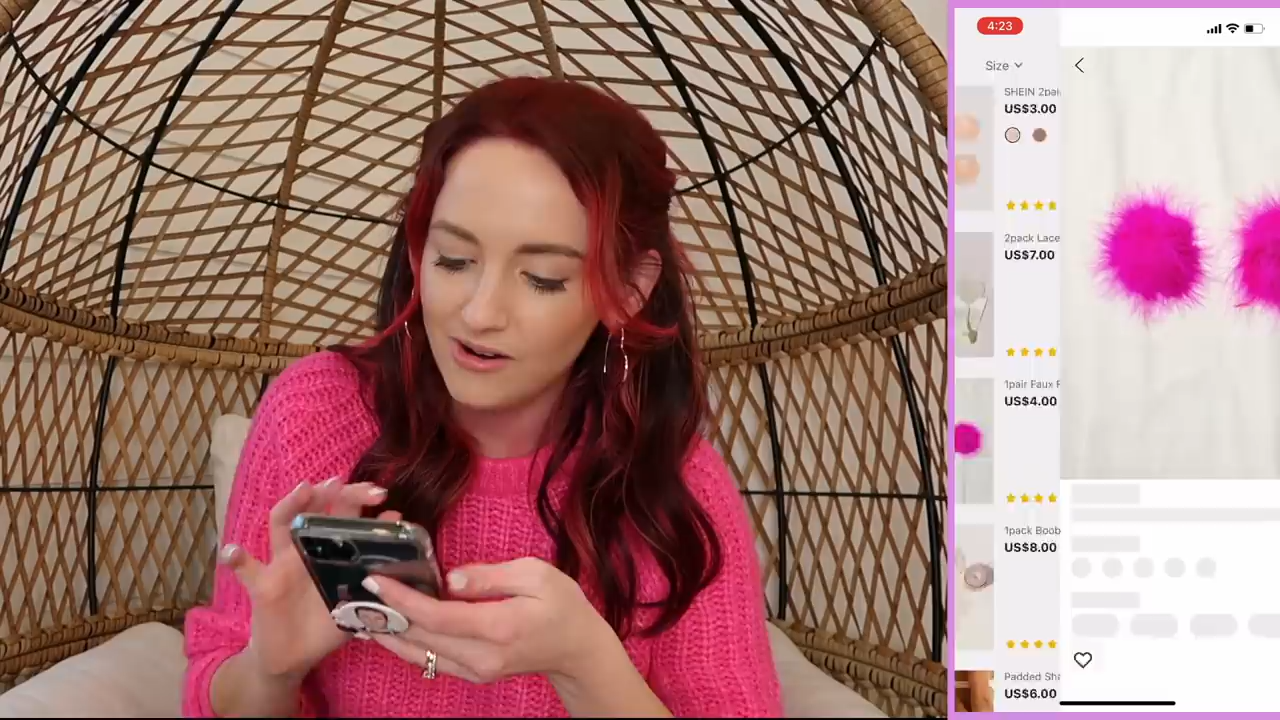 4:23
Size
SHEIN 2pai
US$3.00
2pack Lace
US$7.00
1pair Faux F
US$4.00
1pack Boob
US$8.00
Padded Sha
US$6.00